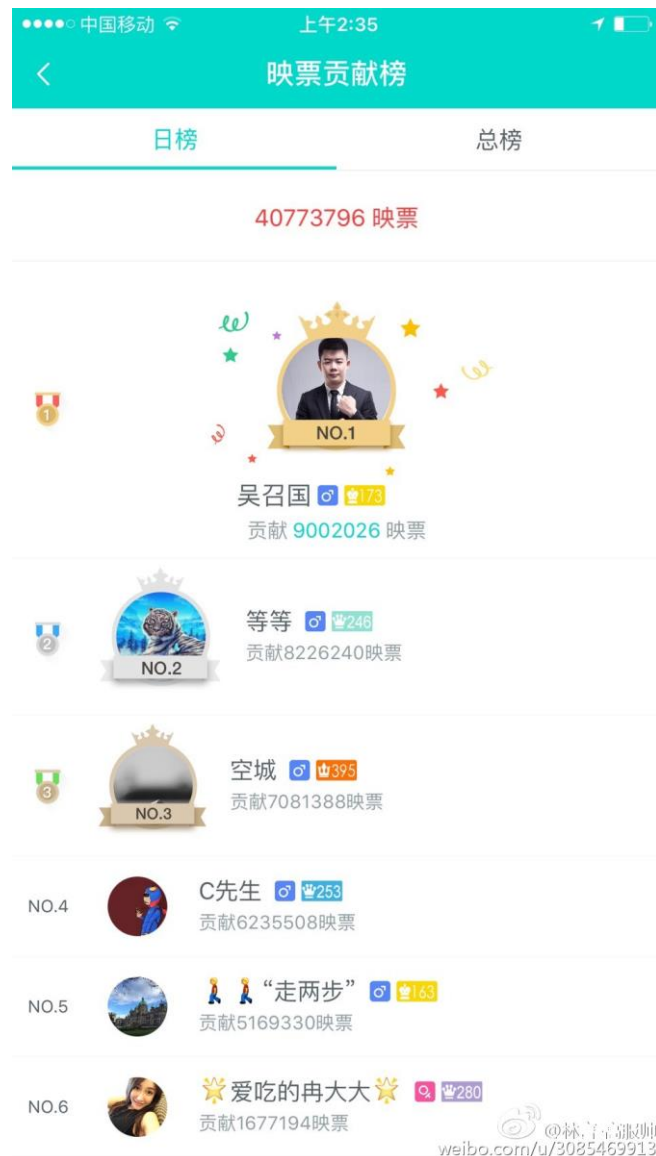 中国移动 上午2:35
映票贡献榜
日榜 总榜
40773796 映票
1
NO.1
吴召国 173
贡献 9002026 映票
2
NO.2
等等 246
贡献8226240映票
3
NO.3
空城 395
贡献7081388映票
NO.4
C先生 253
贡献6235508映票
NO.5
“走两步” 163
贡献5169330映票
NO.6
爱吃的冉大大 280
贡献1677194映票
weibo.com/u/3085469913